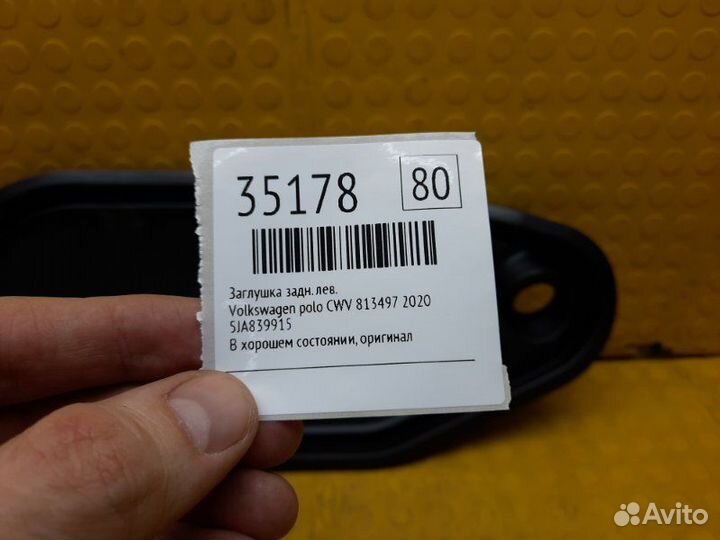 35178 80
Заглушка задн. лев.
Volkswagen polo CWV 813497 2020
5JA839915
В хорошем состоянии, оригинал
Avito